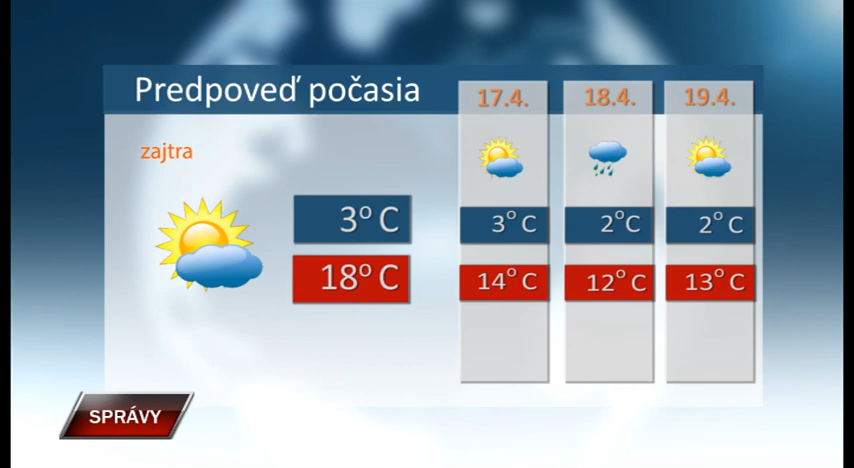 Predpoveď počasia
zajtra
3° C
18° C
17.4. 18.4. 19.4.
3° C 2°C 2° C
14° C 12° C 13° C
SPRÁVY